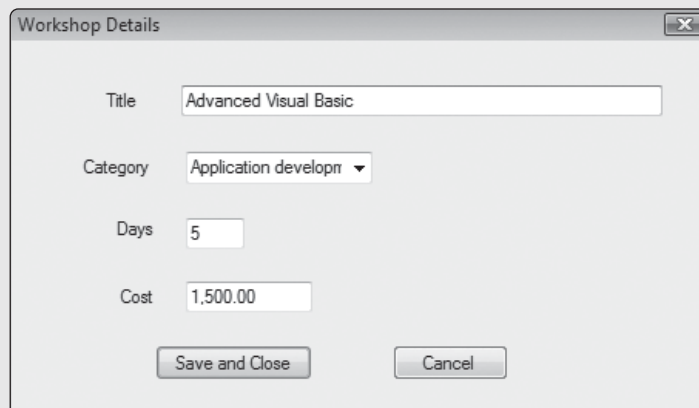 Workshop Details
Title Advanced Visual Basic
Category Application developm
Days 5
Cost 1,500.00
Save and Close Cancel